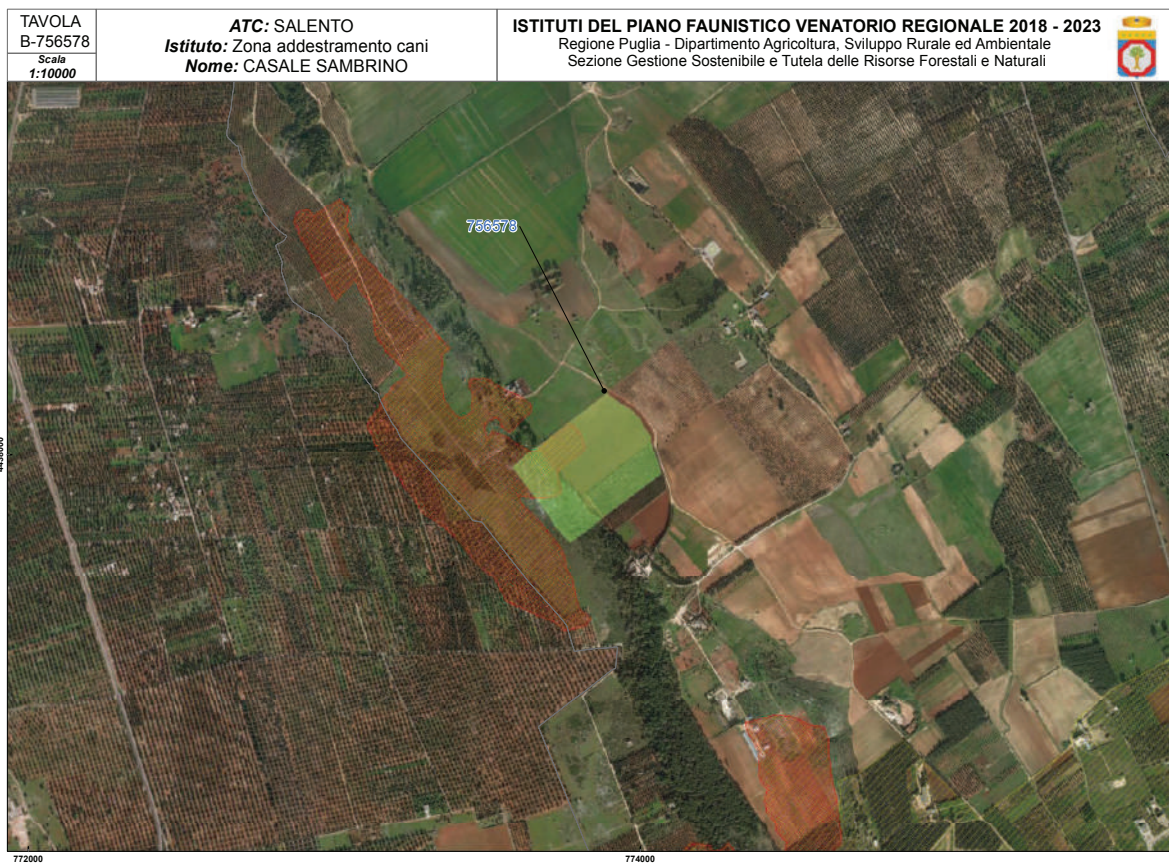 TAVOLA
B-756578
Scala
1:10000
ATC: SALENTO
Istituto: Zona addestramento cani
Nome: CASALE SAMBRINO
ISTITUTI DEL PIANO FAUNISTICO VENATORIO REGIONALE 2018 - 2023
Regione Puglia - Dipartimento Agricoltura, Sviluppo Rurale ed Ambientale
Sezione Gestione Sostenibile e Tutela delle Risorse Forestali e Naturali
756578
772000
774000